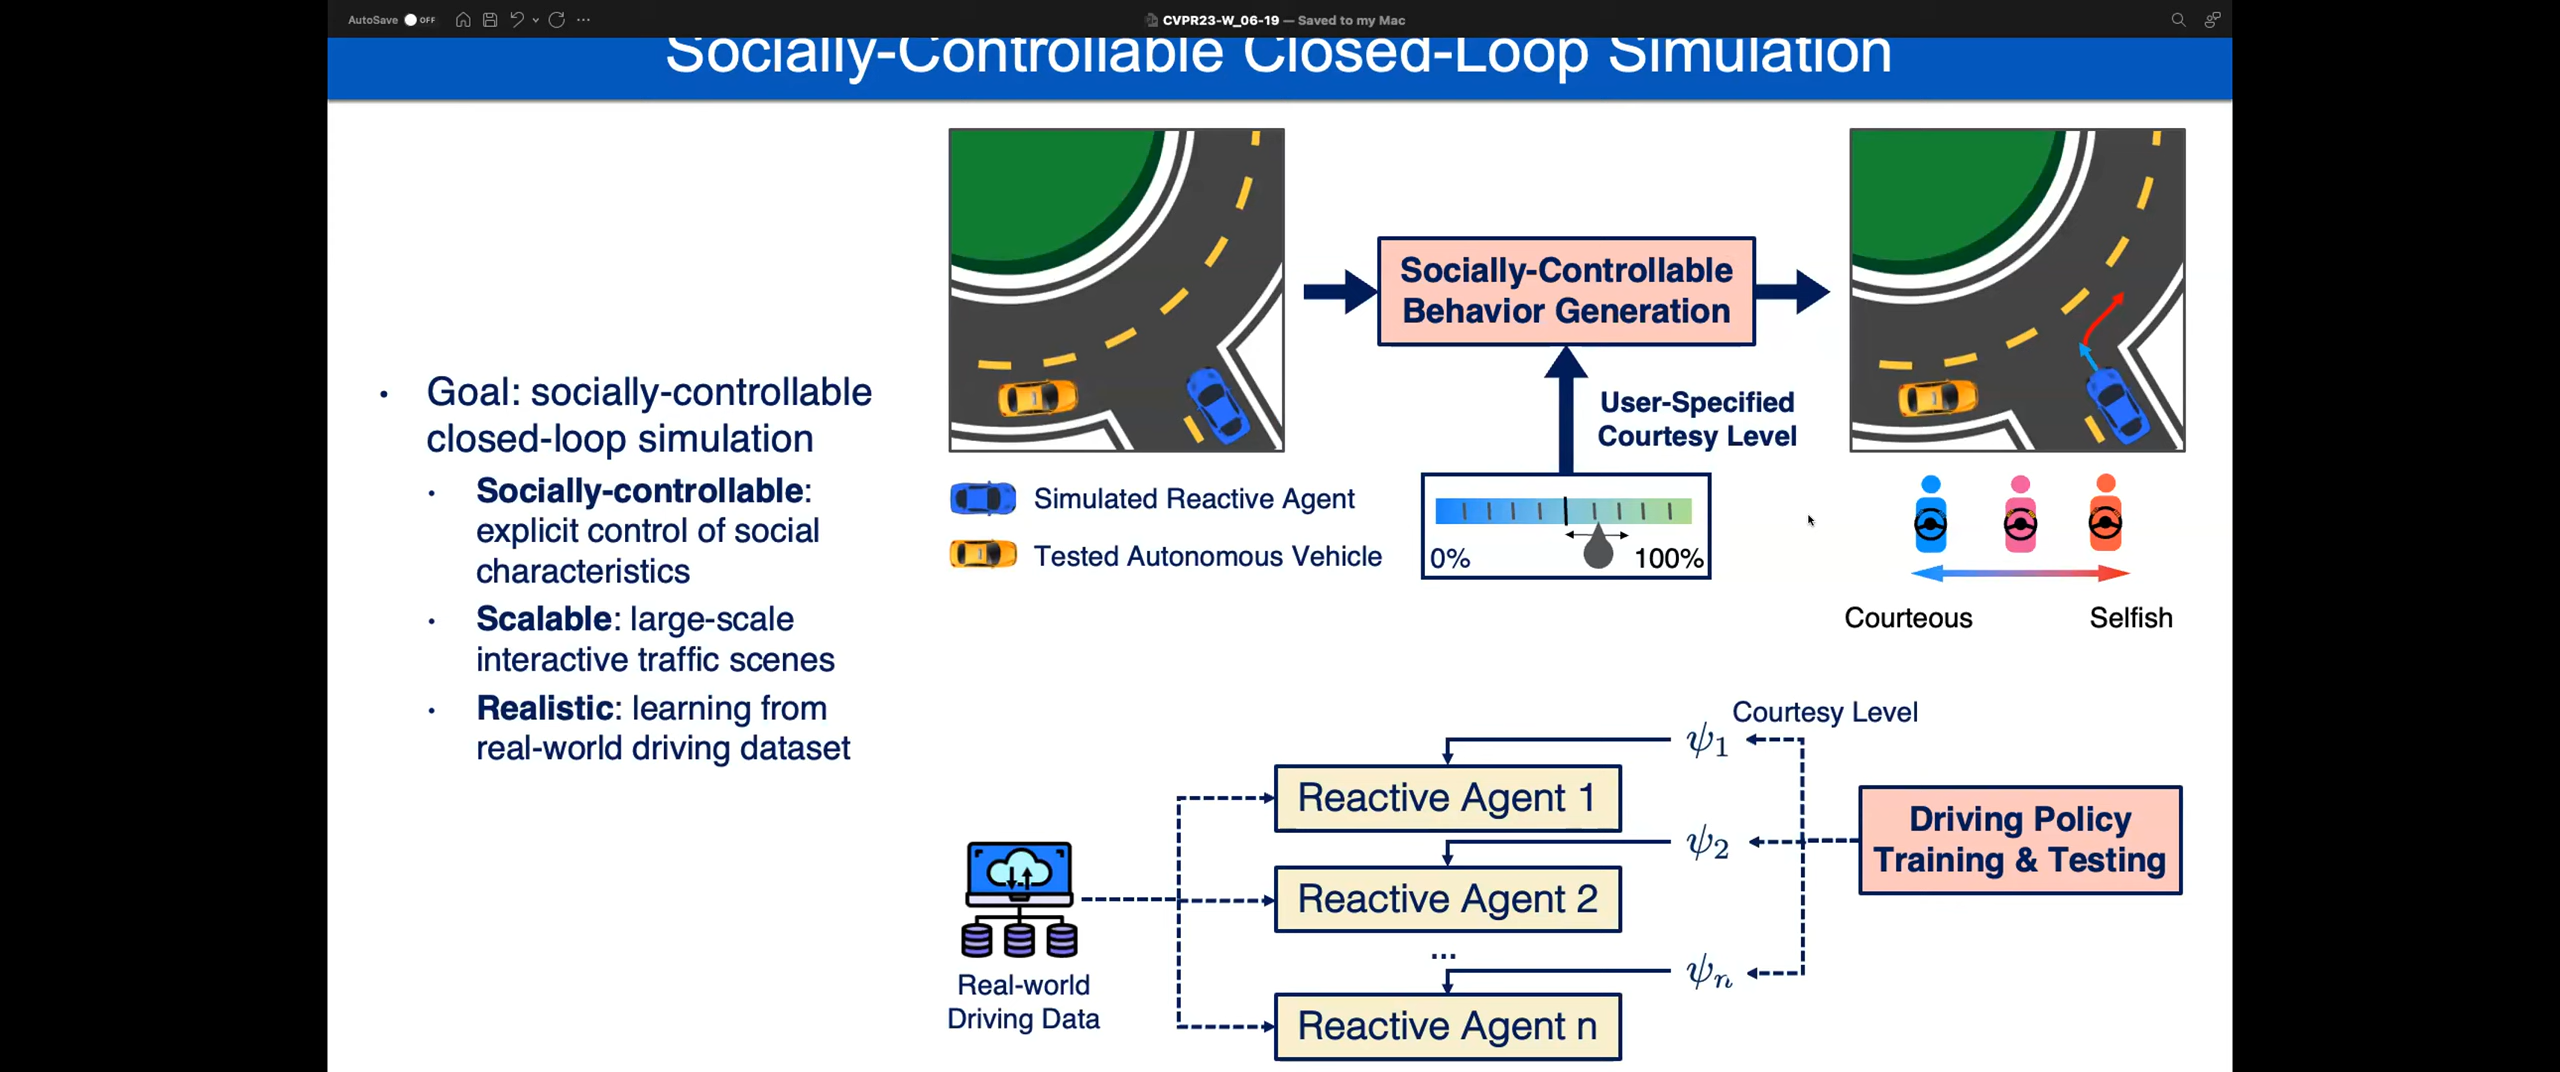 AutoSave OFF
CVPR23-W_06-19 — Saved to my Mac
Socially-Controllable Closed-Loop Simulation
• Goal: socially-controllable
closed-loop simulation
• Socially-controllable:
explicit control of social
characteristics
• Scalable: large-scale
interactive traffic scenes
• Realistic: learning from
real-world driving dataset
Socially-Controllable
Behavior Generation
User-Specified
Courtesy Level
0% 100%
Simulated Reactive Agent
Tested Autonomous Vehicle
Courteous Selfish
Courtesy Level
ψ1
Reactive Agent 1
ψ2
Reactive Agent 2
...
ψn
Reactive Agent n
Driving Policy
Training & Testing
Real-world
Driving Data